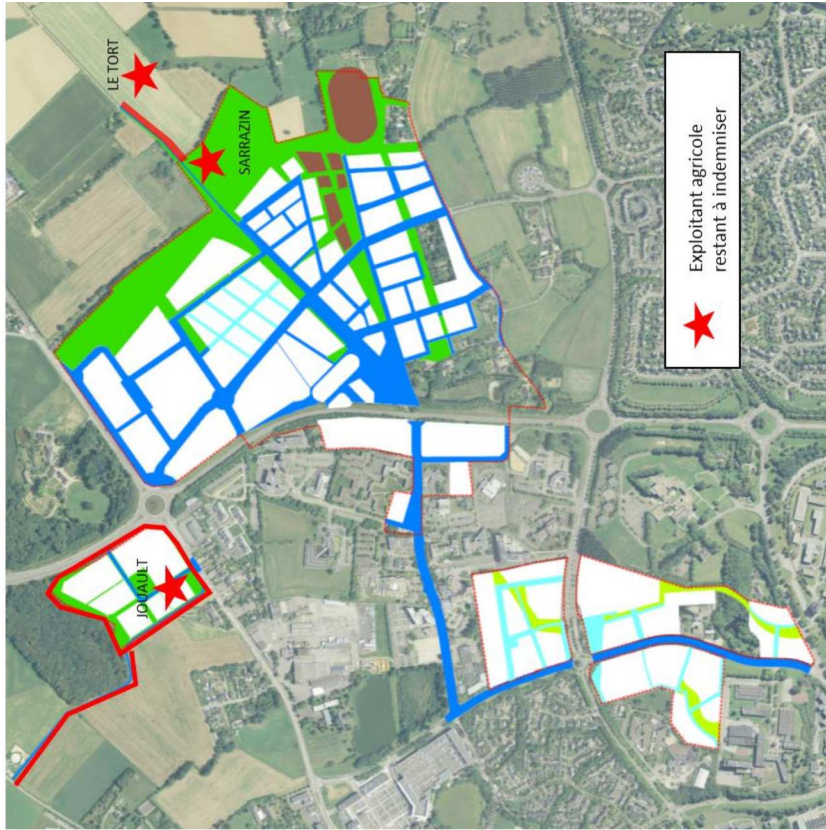 LE TORT
SARRAZIN
JOUAULT
Exploitant agricole
restant à indemniser